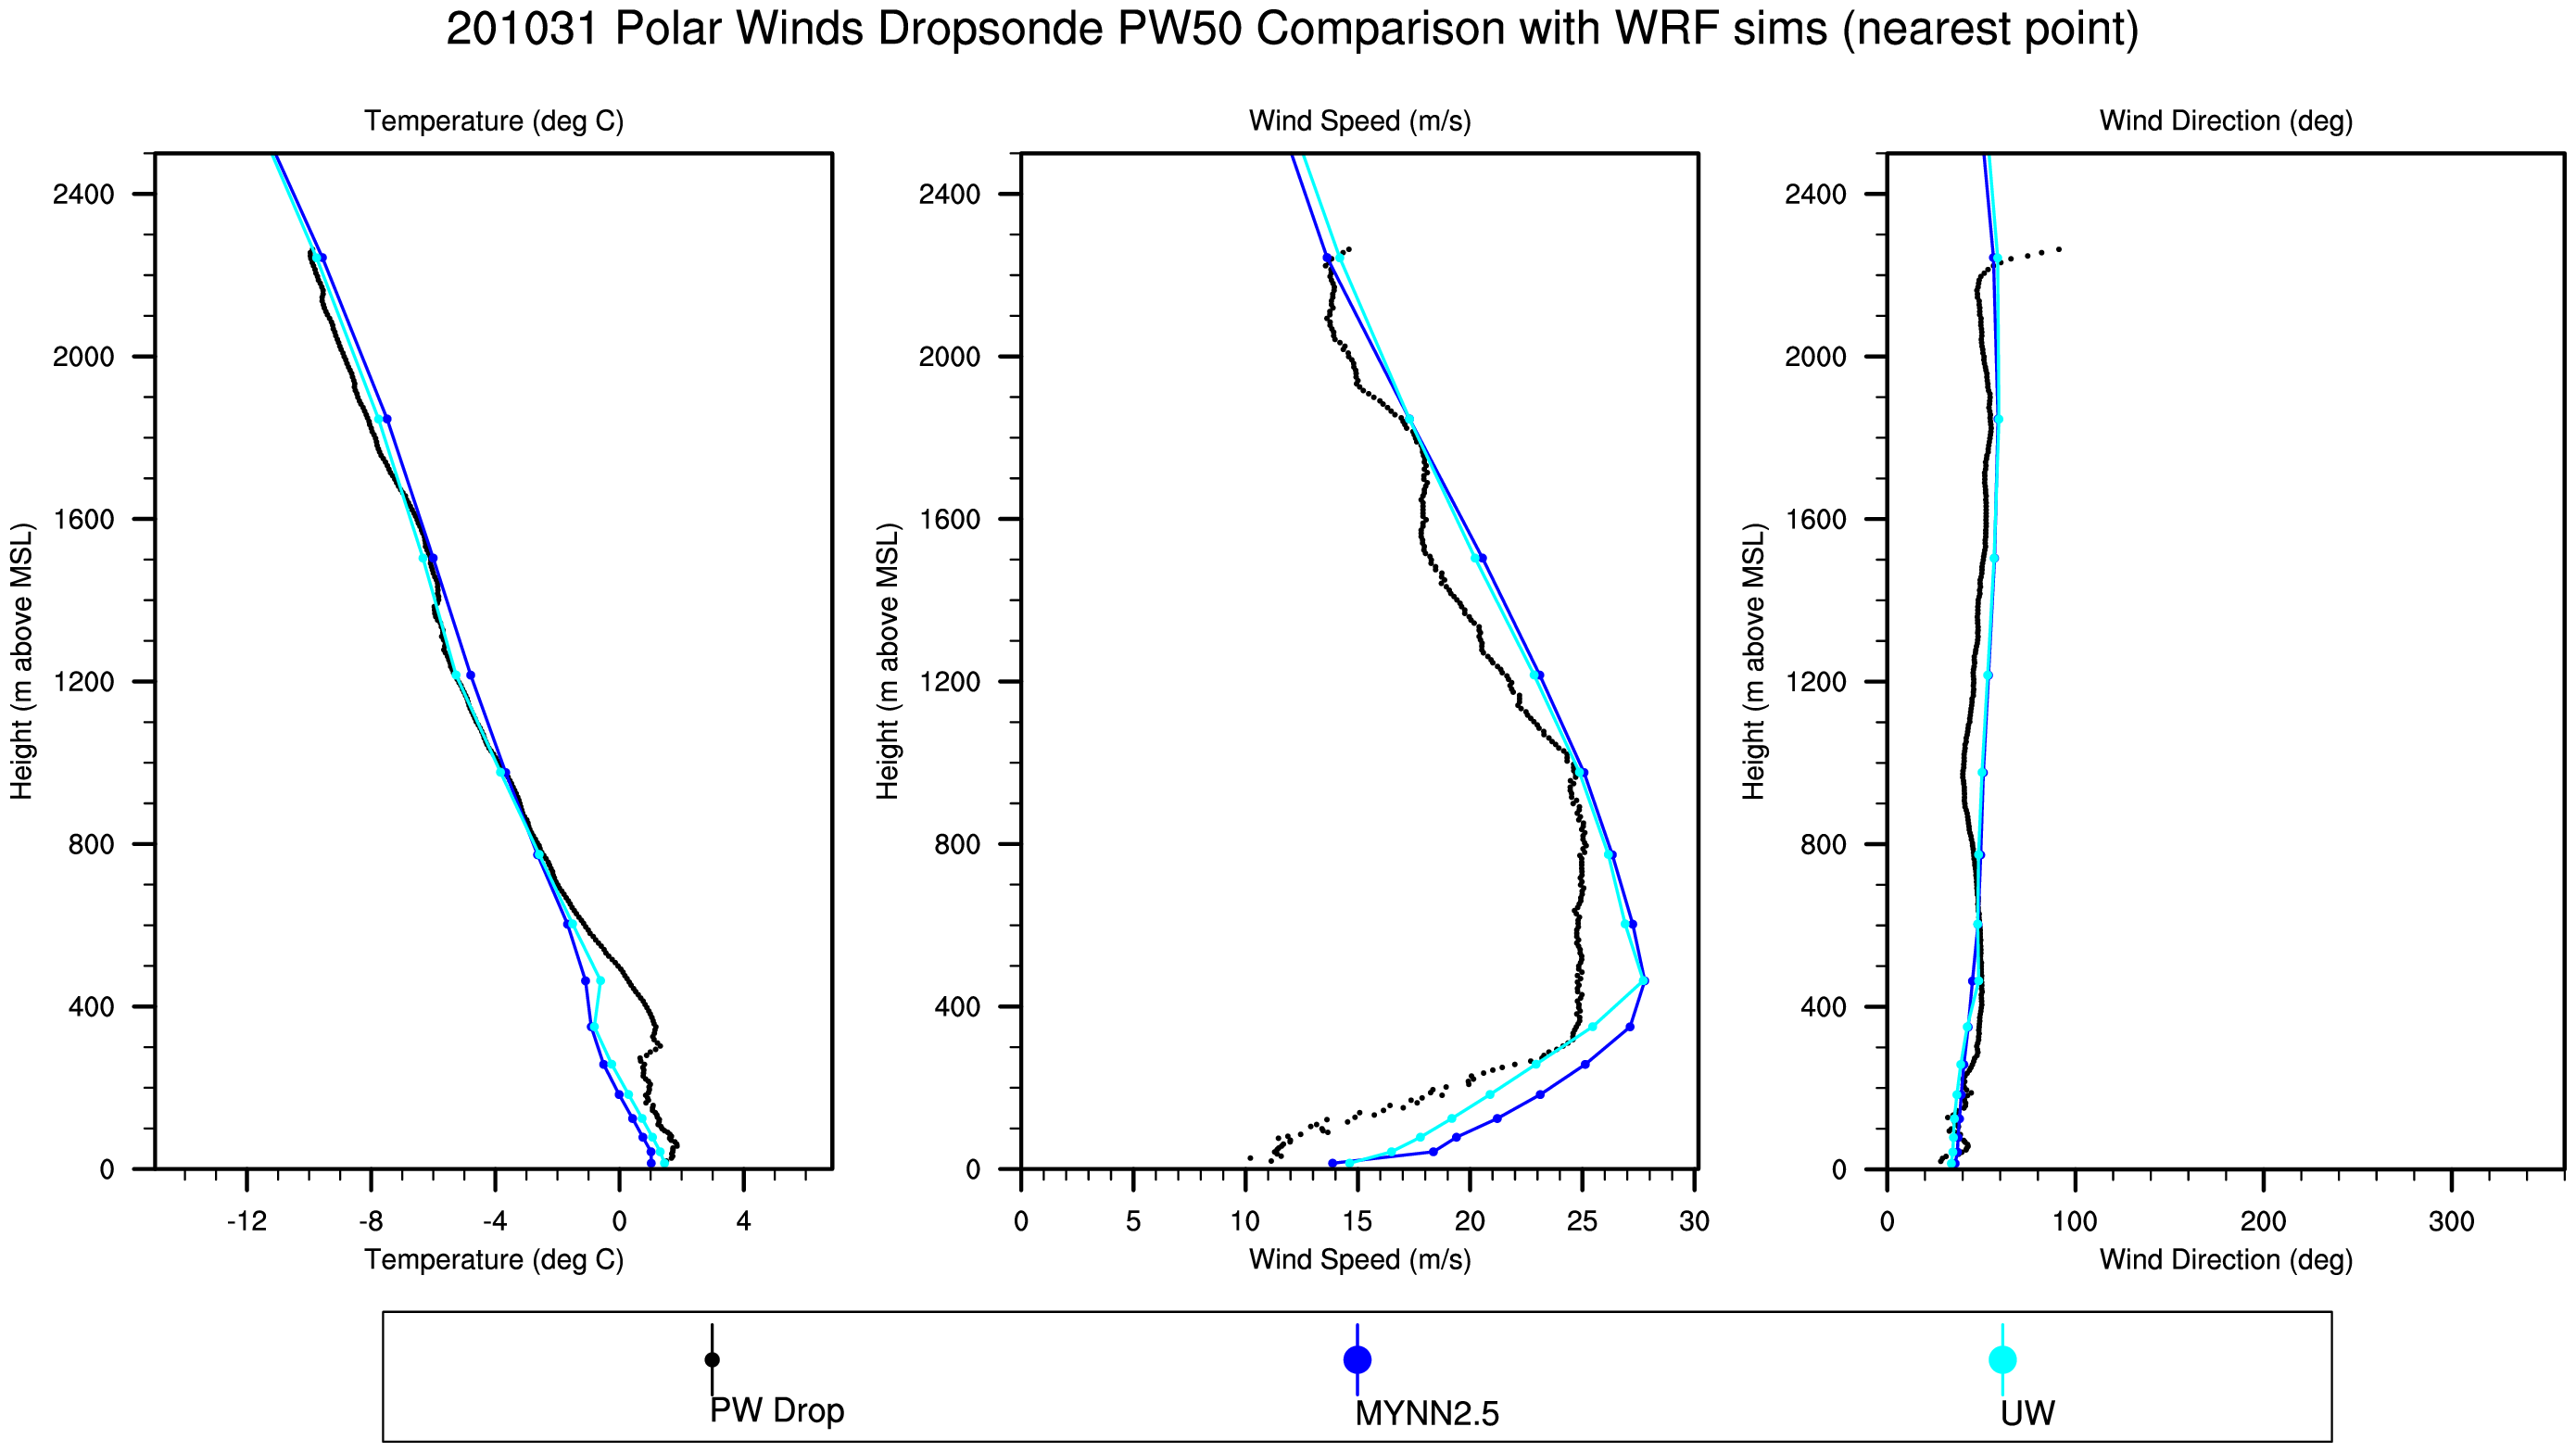 201031 Polar Winds Dropsonde PW50 Comparison with WRF sims (nearest point)
Temperature (deg C)
Wind Speed (m/s)
Wind Direction (deg)
Height (m above MSL)
2400
2000
1600
1200
800
400
0
-12 -8 -4 0 4
Temperature (deg C)
Height (m above MSL)
2400
2000
1600
1200
800
400
0
0 5 10 15 20 25 30
Wind Speed (m/s)
Height (m above MSL)
2400
2000
1600
1200
800
400
0
0 100 200 300
Wind Direction (deg)
PW Drop
MYNN2.5
UW